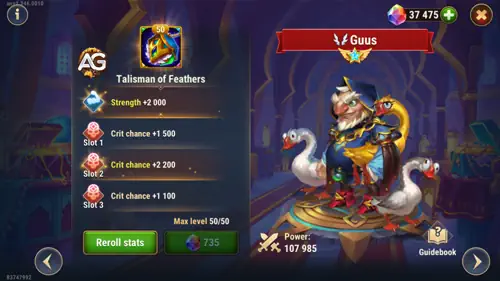 37 475
50
Guus
AG
Talisman of Feathers
Strength +2 000
Crit chance +1 500
Slot 1
Crit chance +2 200
Slot 2
Crit chance +1 100
Slot 3
Max level 50/50
Reroll stats
735
Power:
107 985
Guidebook
83747992